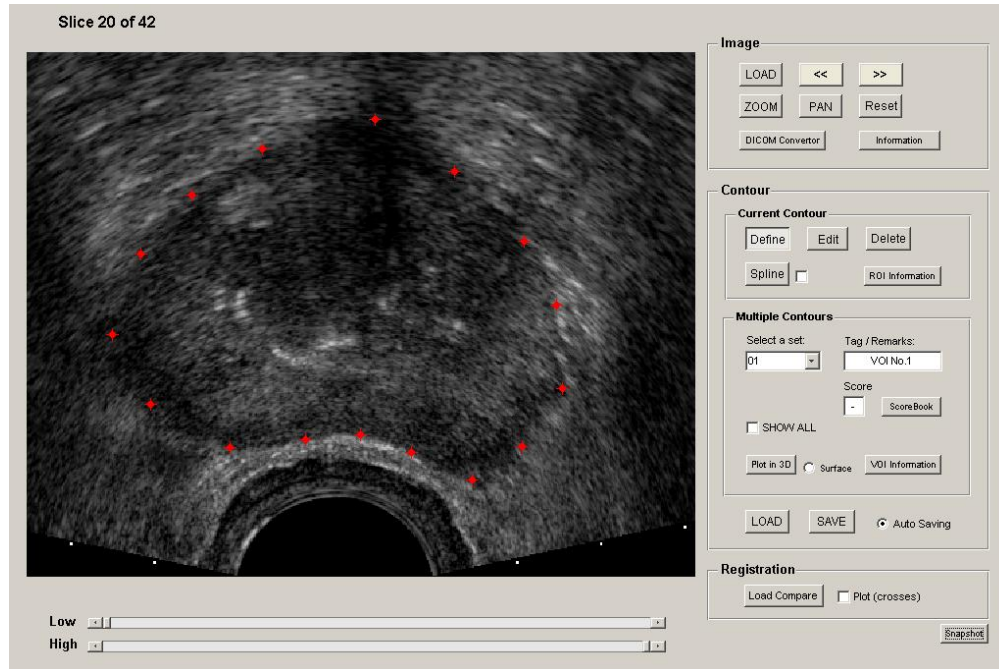 Slice 20 of 42
Image
LOAD << >>
ZOOM PAN Reset
DICOM Convertor Information
Contour
Current Contour
Define Edit Delete
Spline ROI Information
Multiple Contours
Select a set: Tag / Remarks:
01 VOI No.1
Score
- ScoreBook
SHOW ALL
Plot in 3D Surface VOI Information
LOAD SAVE Auto Saving
Registration
Load Compare Plot (crosses)
Snapshot
Low
High